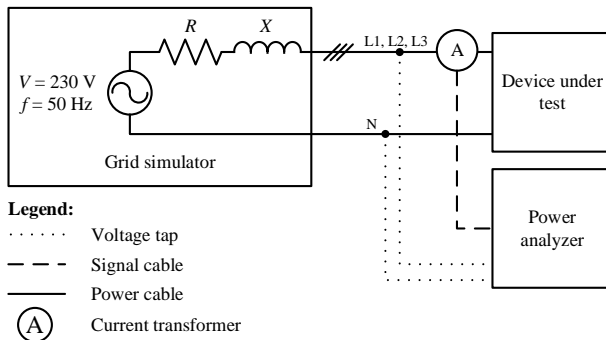 R
X
L1, L2, L3
A
V = 230 V
f = 50 Hz
Device under
test
N
Grid simulator
Power
analyzer
Legend:
Voltage tap
Signal cable
Power cable
A
Current transformer